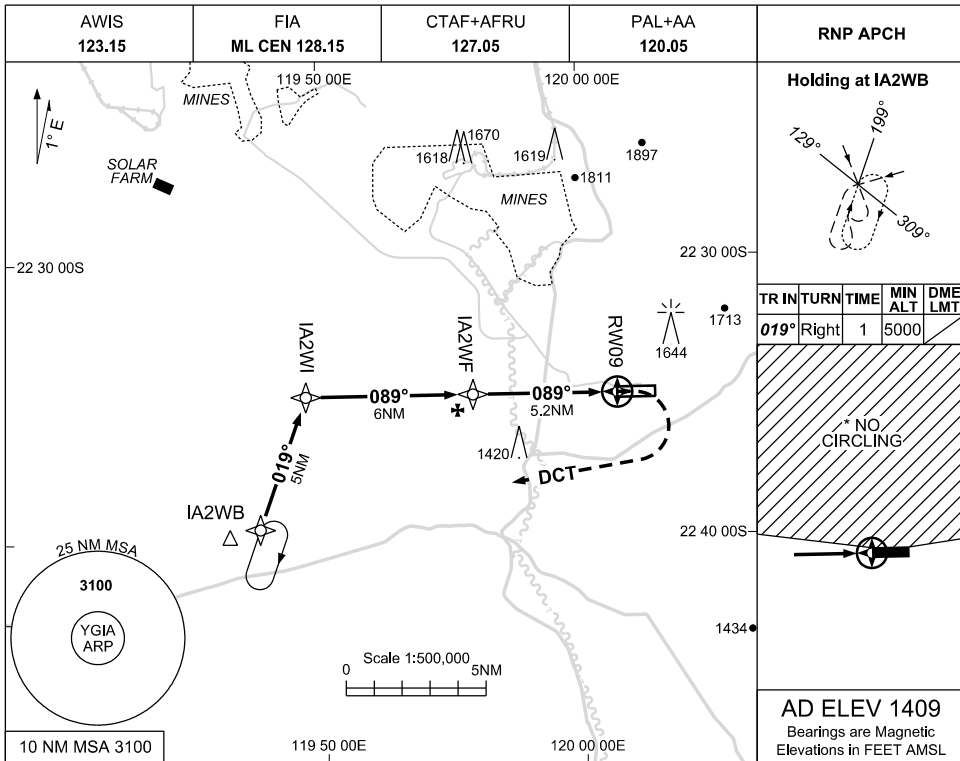 AWIS
123.15
FIA
ML CEN 128.15
CTAF+AFRU
127.05
PAL+AA
120.05
RNP APCH
119 50 00E
120 00 00E
1° E
MINES
SOLAR
FARM
1618
1670
1619
1897
1811
MINES
22 30 00S
22 30 00S
1713
1644
IA2WI
IA2WF
RW09
089°
6NM
089°
5.2NM
019°
5NM
1420
DCT
IA2WB
22 40 00S
25 NM MSA
3100
YGIA
ARP
1434
Scale 1:500,000
0
5NM
10 NM MSA 3100
119 50 00E
120 00 00E
Holding at IA2WB
129°
199°
309°
TR IN TURN TIME MIN ALT DME LMT
019° Right 1 5000
* NO
CIRCLING
AD ELEV 1409
Bearings are Magnetic
Elevations in FEET AMSL